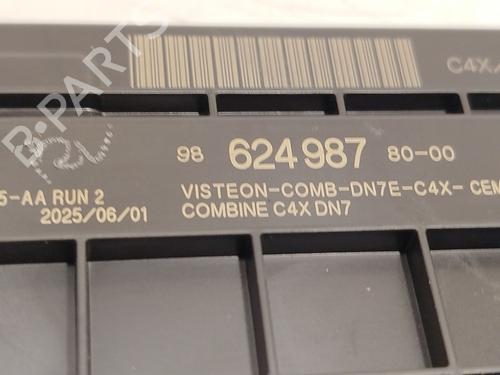 C4X
98 624987 80-00
5-AA RUN 2
2025/06/01
VISTEON-COMB-DN7E-C4X- CEM
COMBINE C4X DN7
B-PARTS